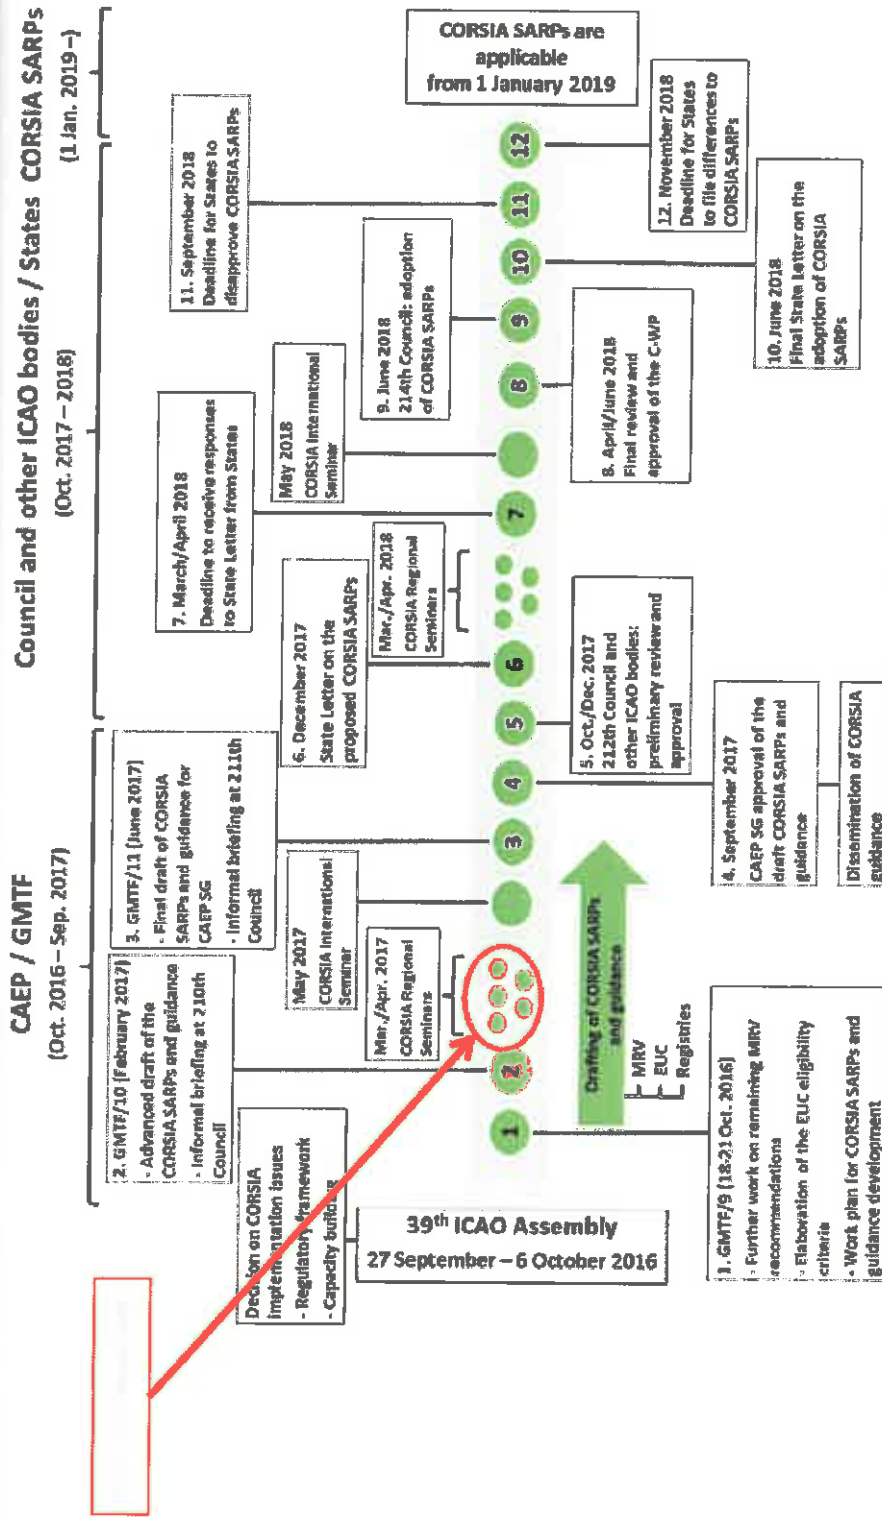 CAEP / GMTF
(Oct. 2016 – Sep. 2017)
Council and other ICAO bodies / States
(Oct. 2017 – 2018)
CORSIA SARPs
(1 Jan. 2019 –)
2. GMTF/10 (February 2017)
- Advanced draft of the
CORSIA SARPs and guidance
- Informal briefing at 210th
Council
3. GMTF/11 (June 2017)
- Final draft of CORSIA
SARPs and guidance for
CAEP SG
- Informal briefing at 211th
Council
7. March/April 2018
Deadline to receive responses
to State Letter from States
11. September 2018
Deadline for States to
disapprove CORSIA SARPs
Decision on CORSIA
implementation issues
- Regulatory framework
- Capacity building
May 2017
CORSIA International
Seminar
6. December 2017
State Letter on the
proposed CORSIA SARPs
May 2018
CORSIA International
Seminar
9. June 2018
214th Council: adoption
of CORSIA SARPs
Mar./Apr. 2017
CORSIA Regional
Seminars
Mar./Apr. 2018
CORSIA Regional
Seminars
39th ICAO Assembly
27 September – 6 October 2016
CORSIA SARPs are
applicable
from 1 January 2019
1
2
3
4
5
6
7
8
9
10
11
12
Drafting of CORSIA SARPs
and guidance
MRV
EUC
Registries
5. Oct./Dec. 2017
212th Council and
other ICAO bodies:
preliminary review and
approval
8. April/June 2018
Final review and
approval of the C-WP
12. November 2018
Deadline for States
to file differences to
CORSIA SARPs
1. GMTF/9 (18-21 Oct. 2016)
- Further work on remaining MRV
recommendations
- Elaboration of the EUC eligibility
criteria
- Work plan for CORSIA SARPs and
guidance development
4. September 2017
CAEP SG approval of the
draft CORSIA SARPs and
guidance
10. June 2018
Final State Letter on the
adoption of CORSIA
SARPs
Dissemination of CORSIA
guidance